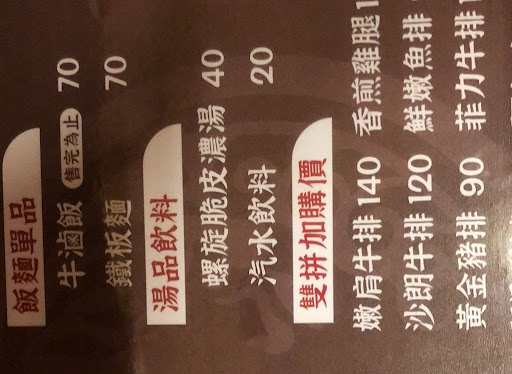 飯麵單品
牛滷飯 售完為止 70
鐵板麵 70
湯品飲料
螺旋脆皮濃湯 40
汽水飲料 20
雙拼加購價
嫩肩牛排 140 香煎雞腿
沙朗牛排 120 鮮嫩魚排
黃金豬排 90 菲力牛排